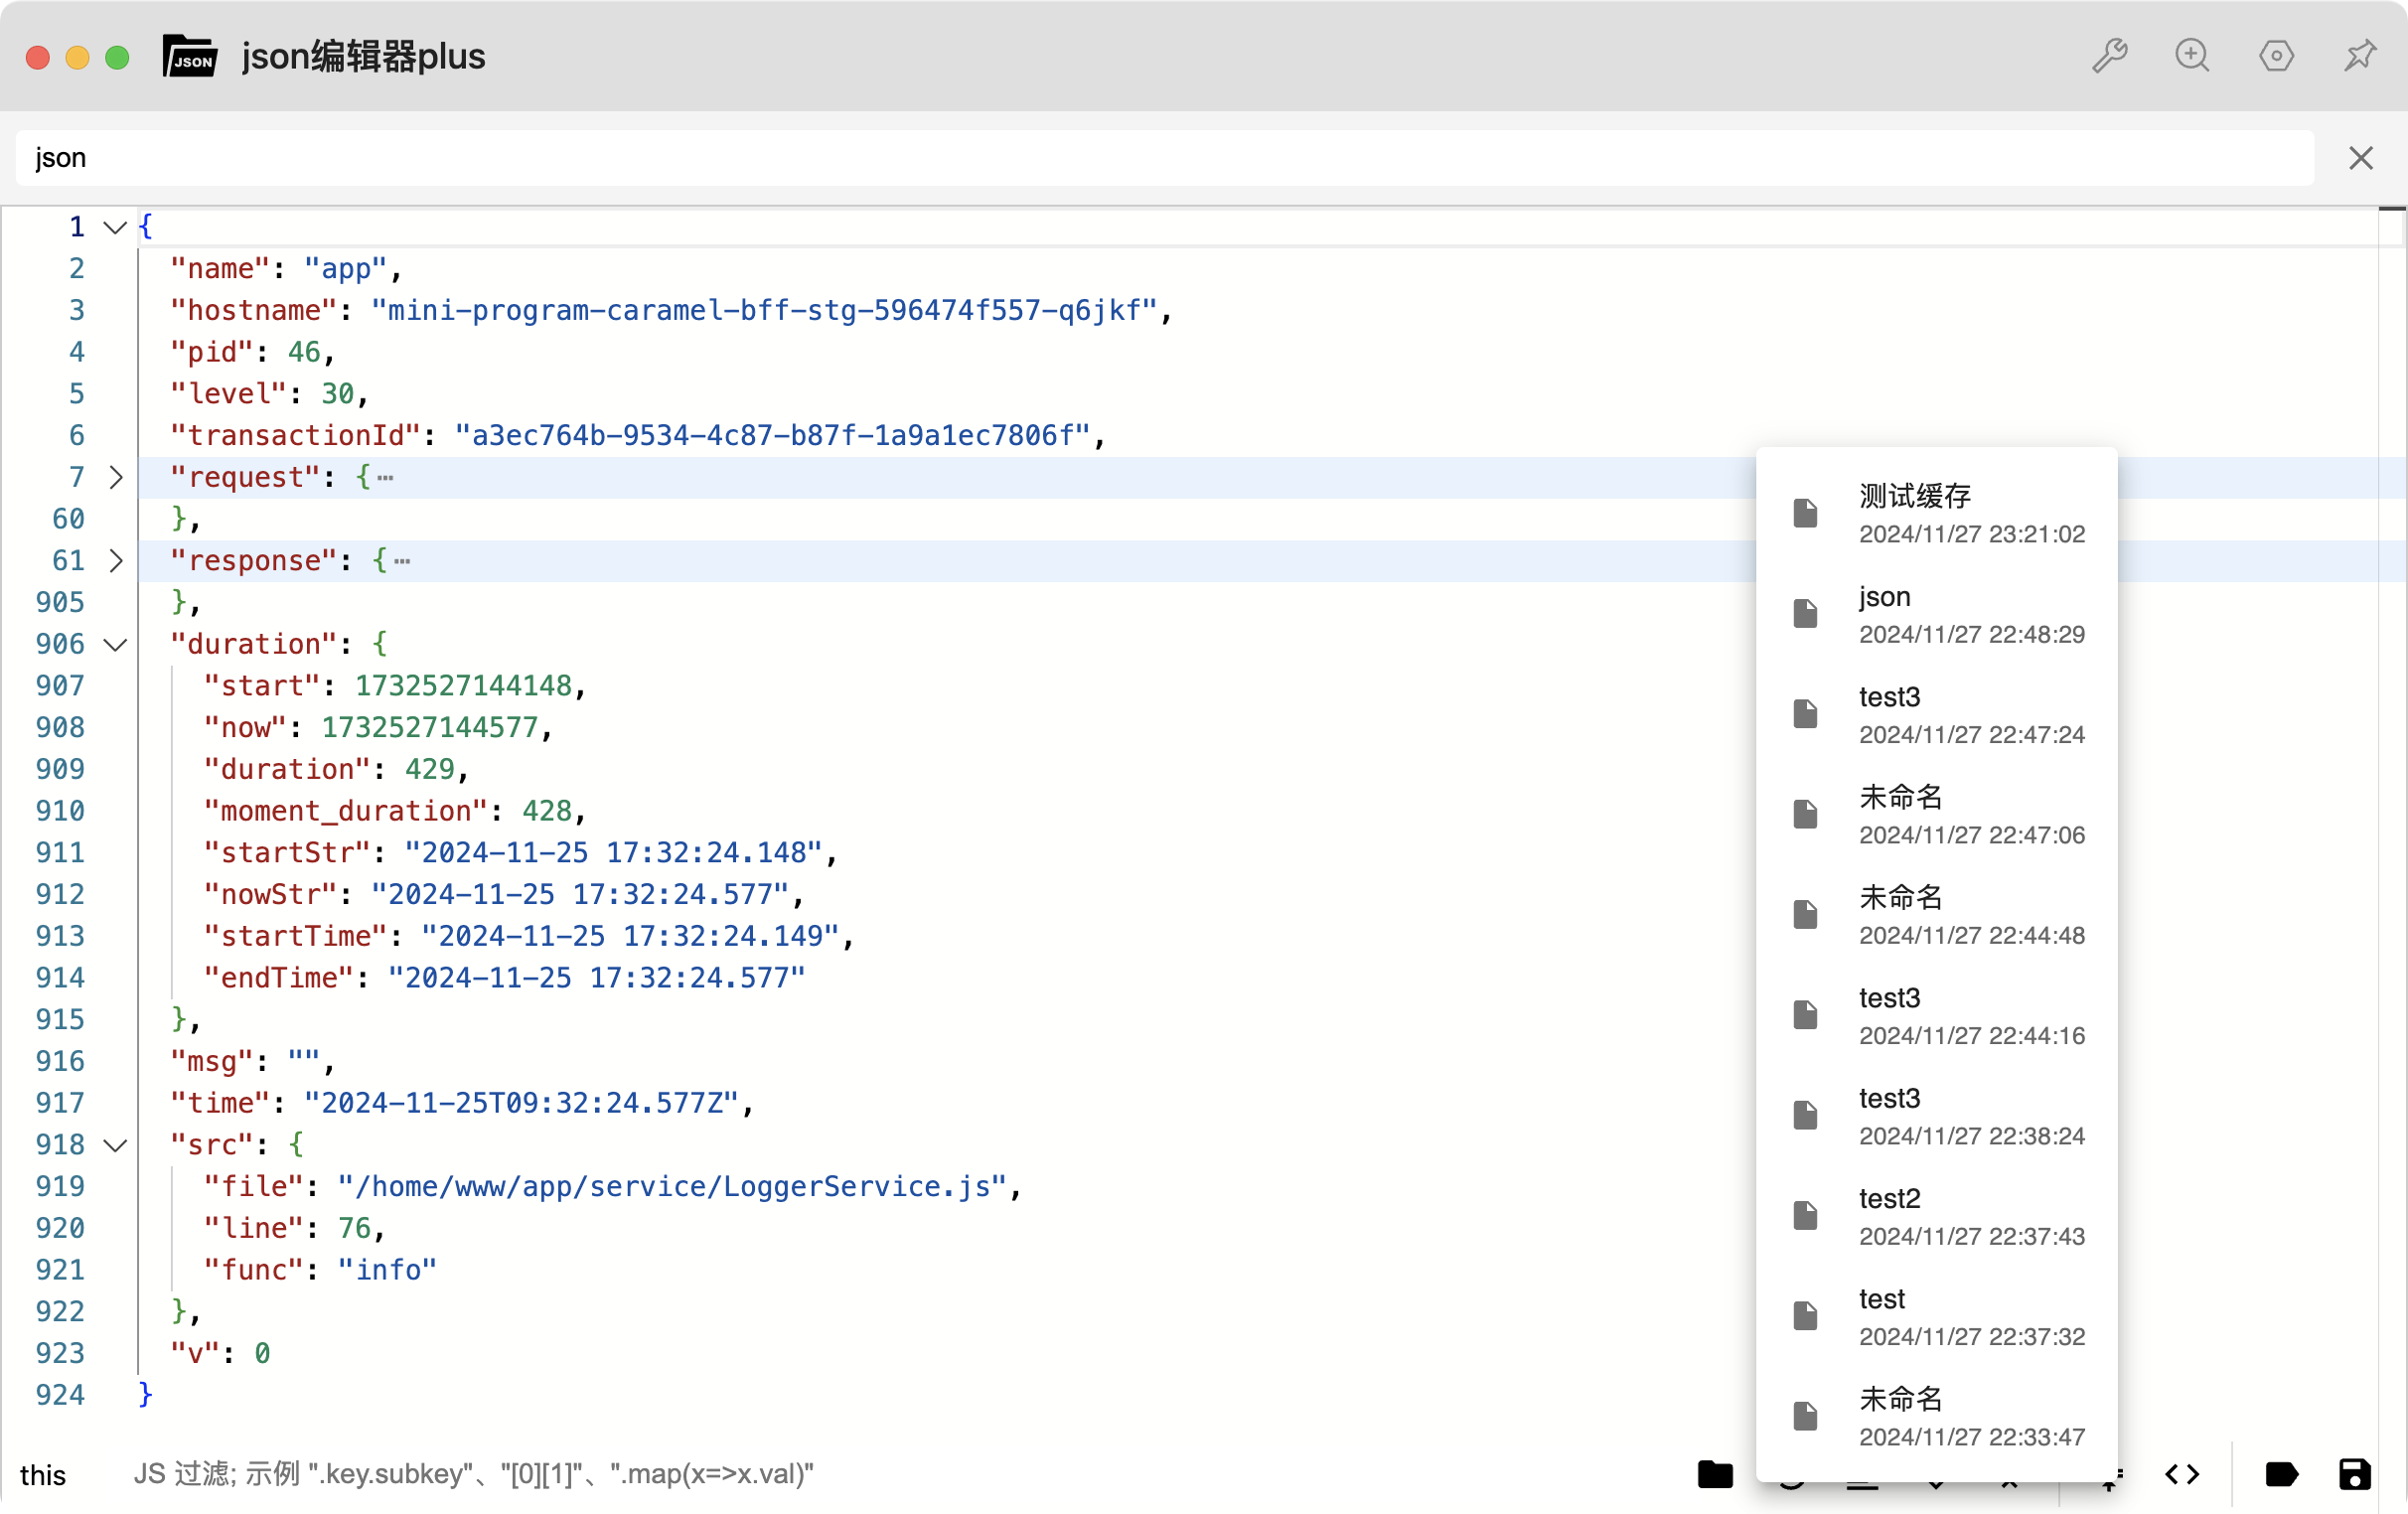 JSON json编辑器plus
json
1 {
2 "name": "app",
3 "hostname": "mini-program-caramel-bff-stg-596474f557-q6jkf",
4 "pid": 46,
5 "level": 30,
6 "transactionId": "a3ec764b-9534-4c87-b87f-1a9a1ec7806f",
7 "request": {⋯
60 },
61 "response": {⋯
905 },
906 "duration": {
907 "start": 1732527144148,
908 "now": 1732527144577,
909 "duration": 429,
910 "moment_duration": 428,
911 "startStr": "2024-11-25 17:32:24.148",
912 "nowStr": "2024-11-25 17:32:24.577",
913 "startTime": "2024-11-25 17:32:24.149",
914 "endTime": "2024-11-25 17:32:24.577"
915 },
916 "msg": "",
917 "time": "2024-11-25T09:32:24.577Z",
918 "src": {
919 "file": "/home/www/app/service/LoggerService.js",
920 "line": 76,
921 "func": "info"
922 },
923 "v": 0
924 }
测试缓存
2024/11/27 23:21:02
json
2024/11/27 22:48:29
test3
2024/11/27 22:47:24
未命名
2024/11/27 22:47:06
未命名
2024/11/27 22:44:48
test3
2024/11/27 22:44:16
test3
2024/11/27 22:38:24
test2
2024/11/27 22:37:43
test
2024/11/27 22:37:32
未命名
2024/11/27 22:33:47
this JS 过滤; 示例 ".key.subkey"、"[0][1]"、".map(x=>x.val)"